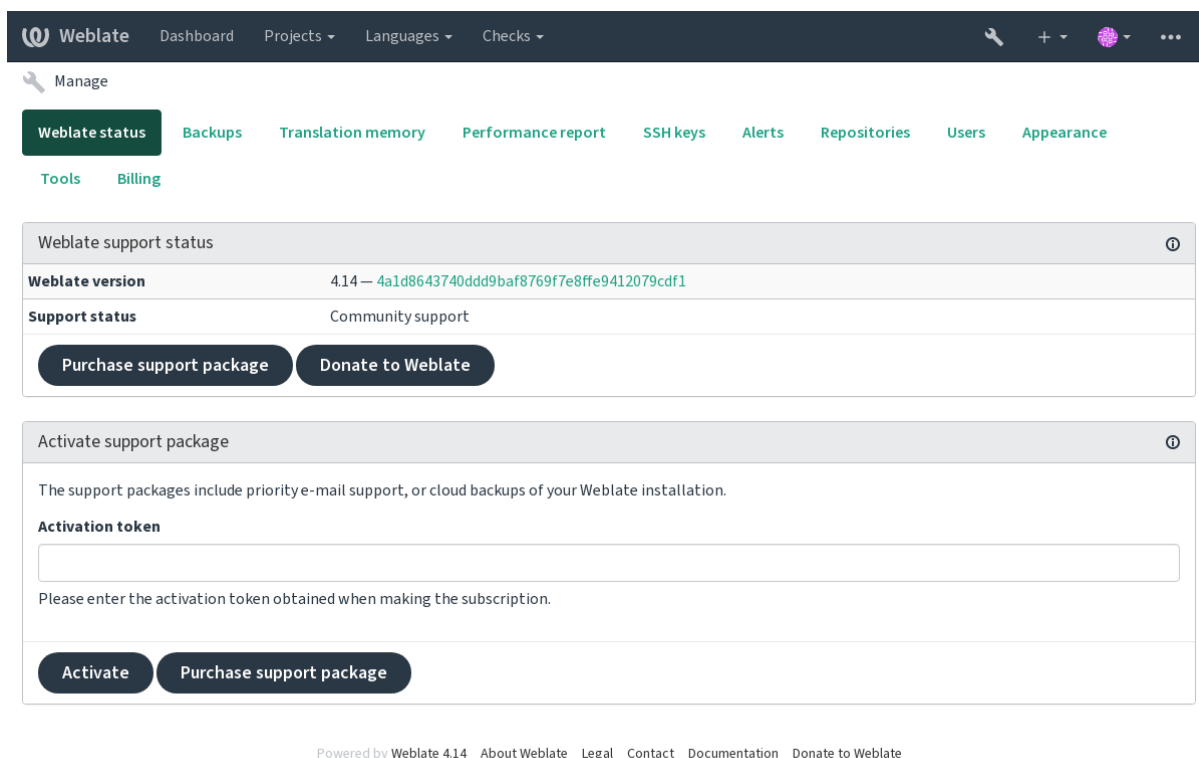 Weblate Dashboard Projects Languages Checks
Manage
Weblate status Backups Translation memory Performance report SSH keys Alerts Repositories Users Appearance
Tools Billing
Weblate support status
Weblate version 4.14 — 4a1d8643740ddd9baf8769f7e8ffe9412079cdf1
Support status Community support
Purchase support package Donate to Weblate
Activate support package
The support packages include priority e-mail support, or cloud backups of your Weblate installation.
Activation token
Please enter the activation token obtained when making the subscription.
Activate Purchase support package
Powered by Weblate 4.14 About Weblate Legal Contact Documentation Donate to Weblate